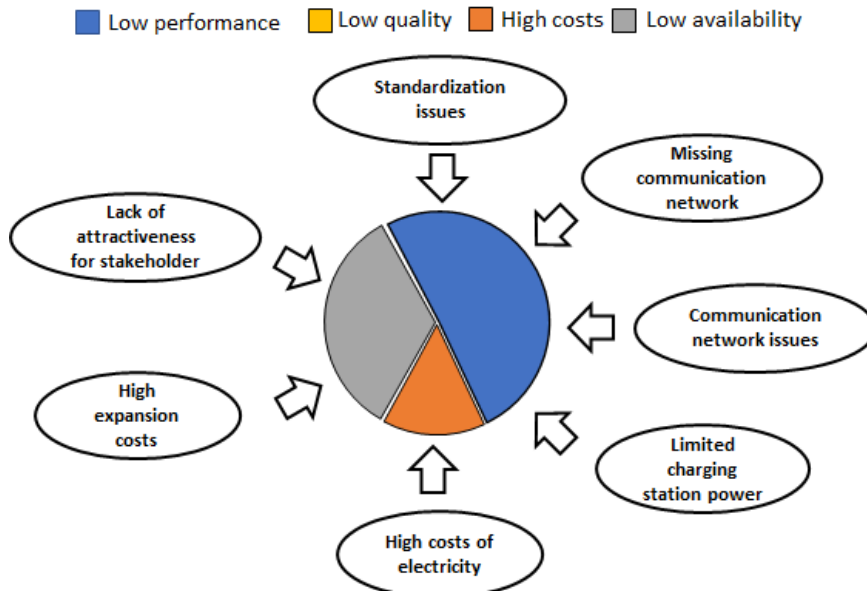 Low performance Low quality High costs Low availability
Standardization
issues
Missing
communication
network
Lack of
attractiveness
for stakeholder
Communication
network issues
High
expansion
costs
Limited
charging
station power
High costs of
electricity